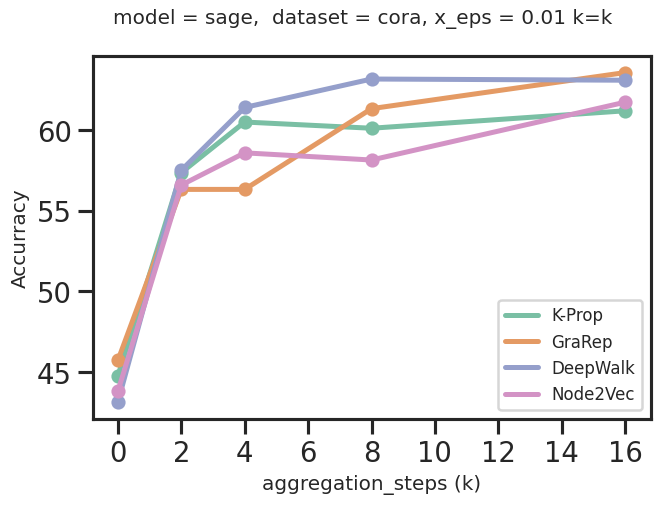 model = sage,  dataset = cora, x_eps = 0.01 k=k
60
55
50
45
Accurracy
0 2 4 6 8 10 12 14 16
aggregation_steps (k)
K-Prop
GraRep
DeepWalk
Node2Vec